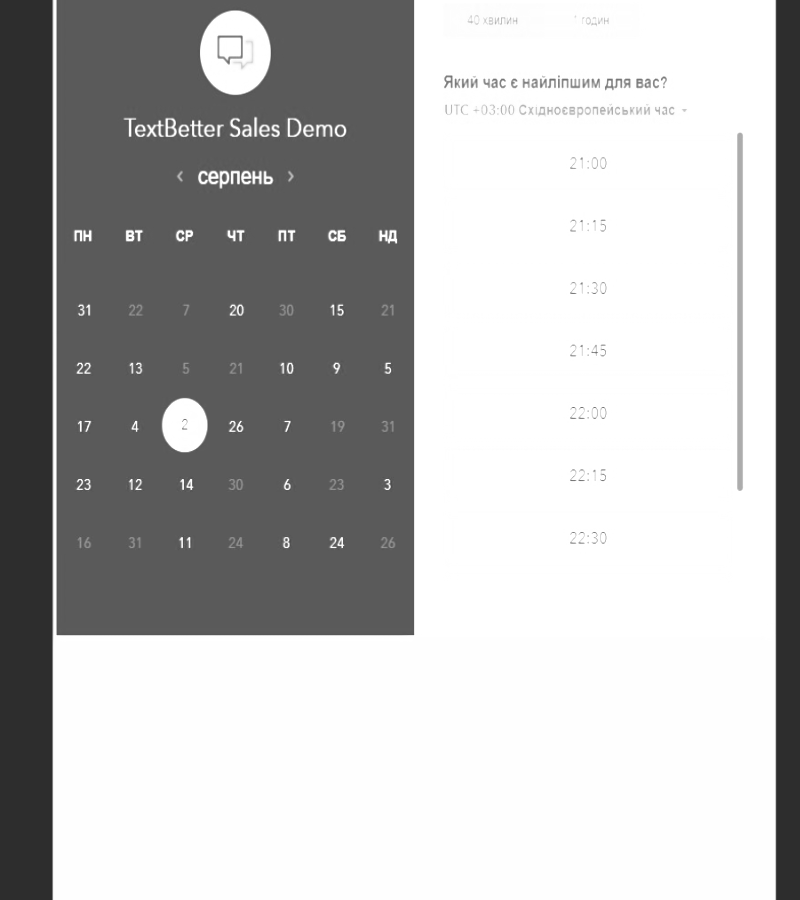 TextBetter Sales Demo
‹ серпень ›
ПН ВТ СР ЧТ ПТ СБ НД
31 22 7 20 30 15 21
22 13 5 21 10 9 5
17 4 2 26 7 19 31
23 12 14 30 6 23 3
16 31 11 24 8 24 26
40 хвилин 1 годин
Який час є найліпшим для вас?
UTC +03:00 Східноєвропейський час
21:00
21:15
21:30
21:45
22:00
22:15
22:30